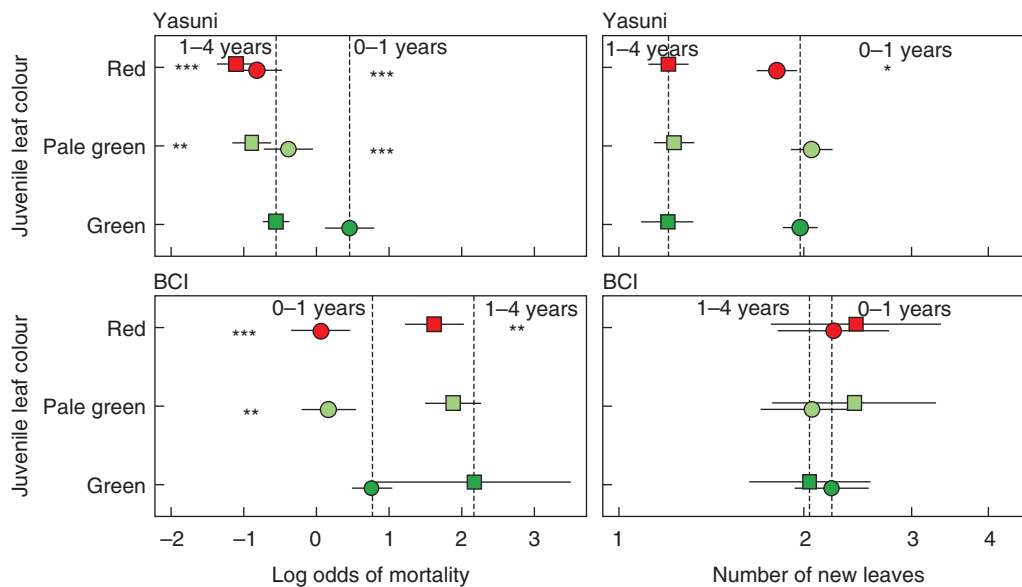 Yasuni Yasuni
1–4 years 0–1 years 1–4 years 0–1 years
Juvenile leaf colour Juvenile leaf colour
Red *** *** *
Pale green ** ***
Green
BCI BCI
0–1 years 1–4 years 1–4 years 0–1 years
Red *** **
Pale green **
Green
–2 –1 0 1 2 3 1 2 3 4
Log odds of mortality Number of new leaves